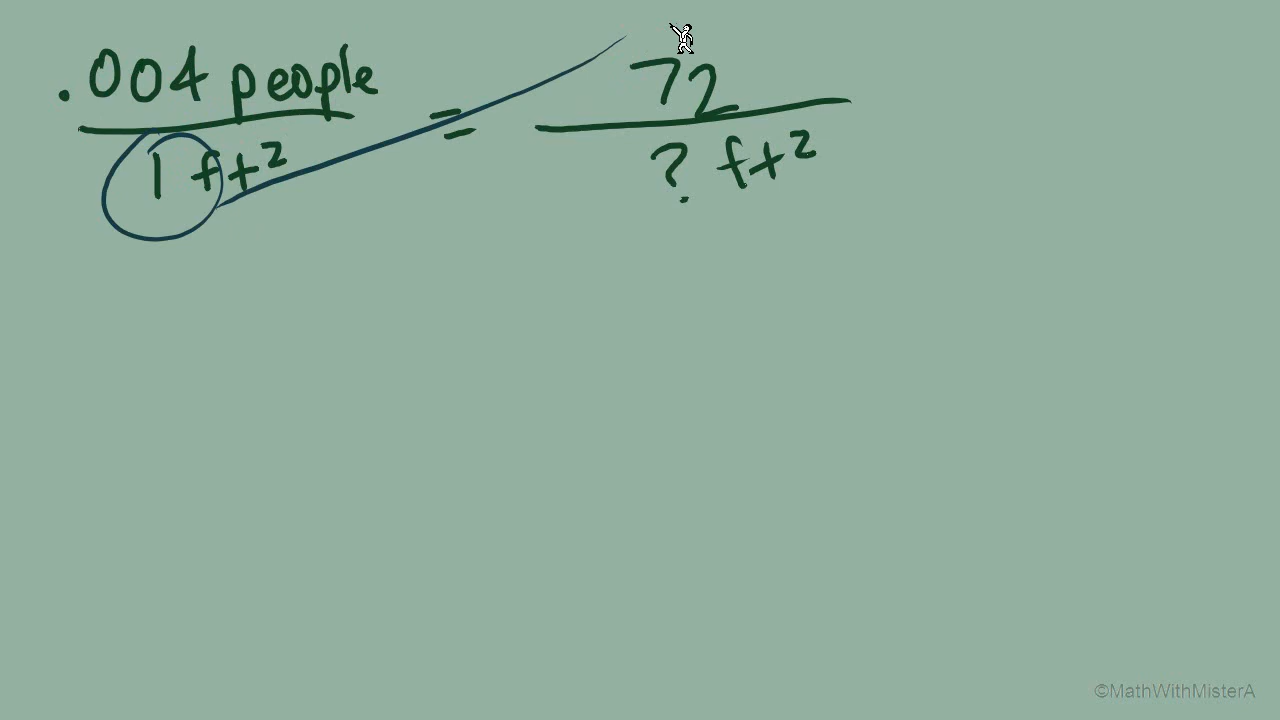 .004 people = 72
1 ft² ? ft²
©MathWithMisterA